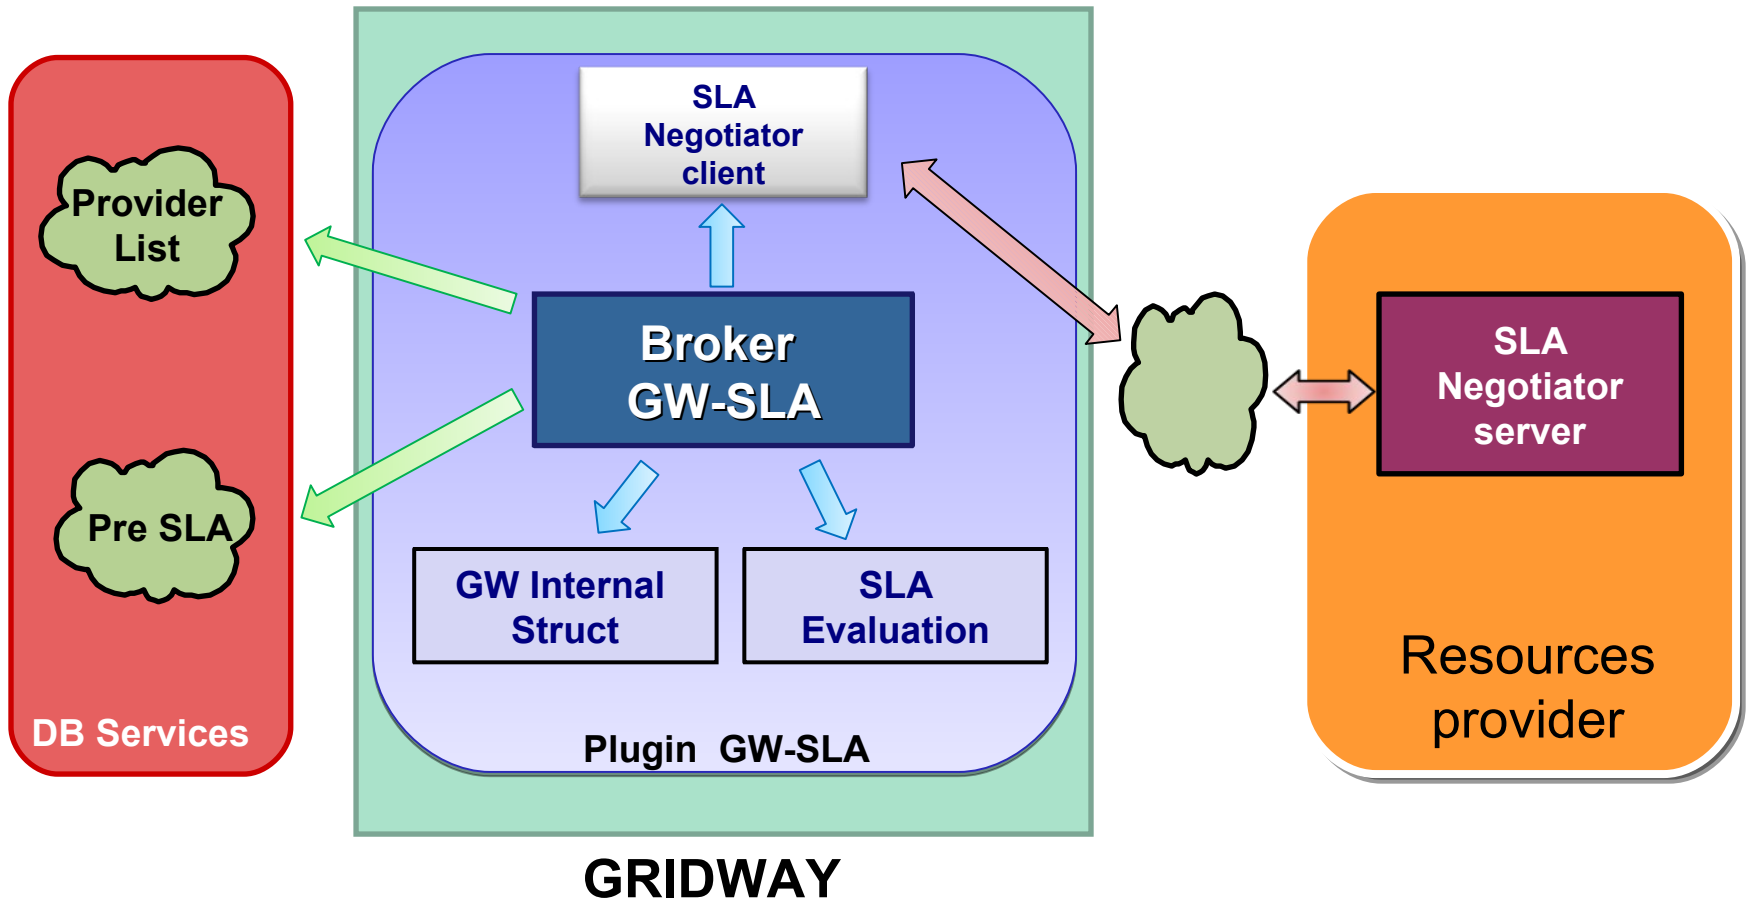 Provider
List
Pre SLA
DB Services
SLA
Negotiator
client
Broker
GW-SLA
GW Internal
Struct
SLA
Evaluation
Plugin GW-SLA
GRIDWAY
SLA
Negotiator
server
Resources
provider